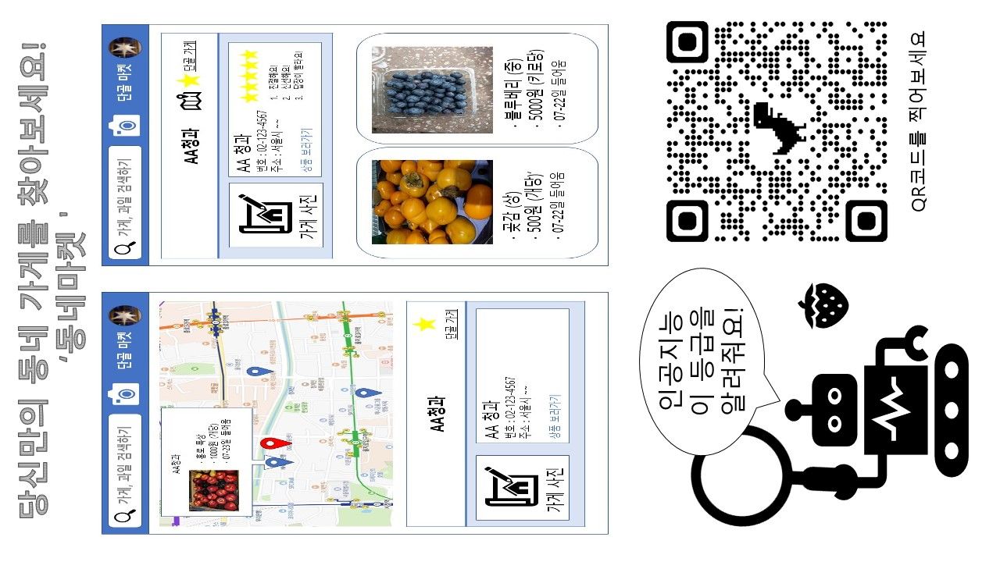 당신만의 동네 가게를 찾아보세요!
‘동네마켓’
가게, 과일 검색하기
단골 마켓
AA청과
· 홍로 특상
· 1000원 (개당)
· 07-23일 들어옴
AA청과
단골 가게
가게 사진
AA 청과
번호 : 02-123-4567
주소 : 서울시 ~~
상품 보러가기
가게, 과일 검색하기
단골 마켓
AA청과
단골 가게
가게 사진
AA 청과
번호 : 02-123-4567
주소 : 서울시 ~~
상품 보러가기
1. 친절해요!
2. 신선해요!
3. 답장이 빨라요!
· 곶감 (상)
· 500원 (개당)
· 07-22일 들어옴
· 블루베리 (중)
· 5000원 (키로당)
· 07-22일 들어옴
인공지능
이 등급을
알려줘요!
QR코드를 찍어보세요